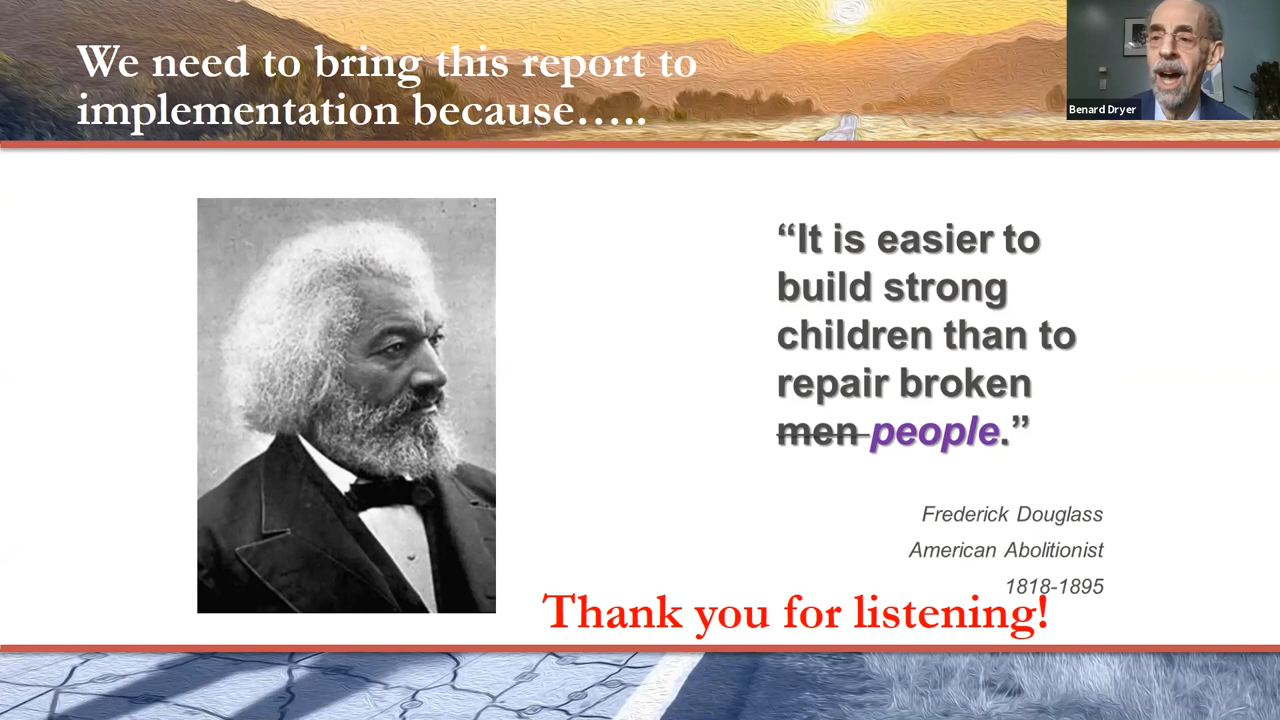 We need to bring this report to
implementation because.....
Benard Dryer
“It is easier to
build strong
children than to
repair broken
men people.”
Frederick Douglass
American Abolitionist
1818-1895
Thank you for listening!